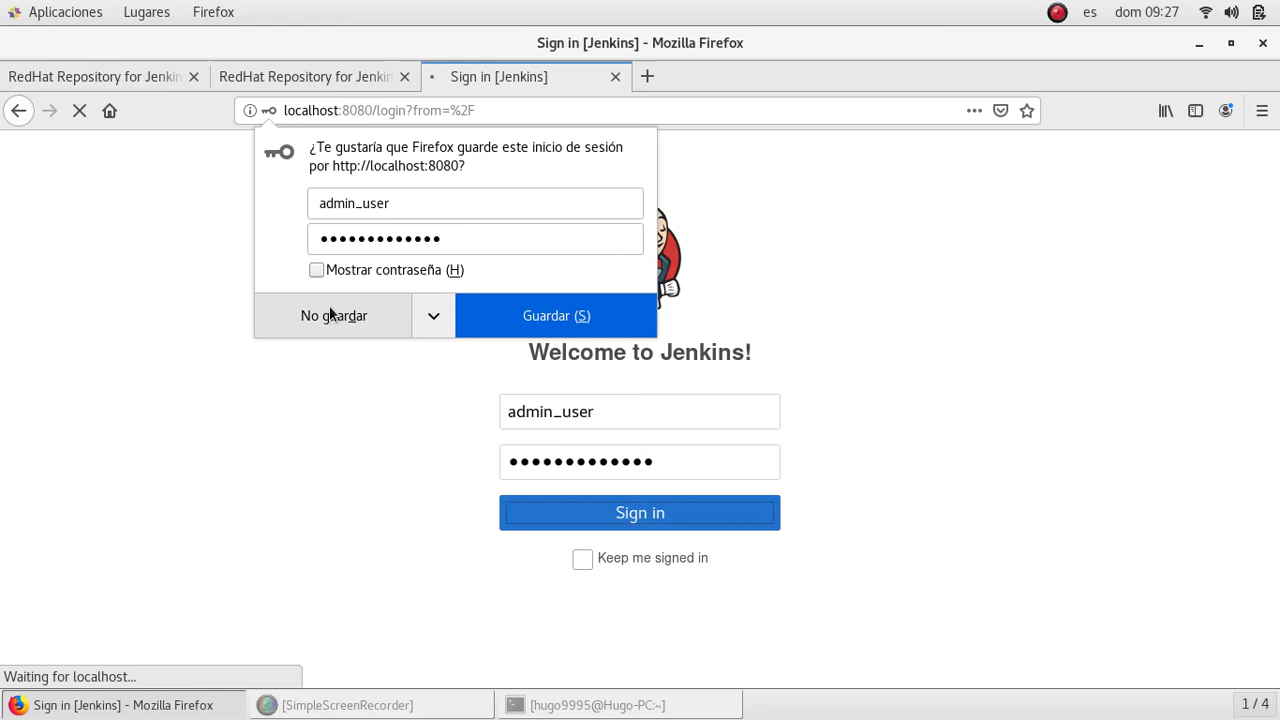 Aplicaciones Lugares Firefox es dom 09:27
Sign in [Jenkins] - Mozilla Firefox
RedHat Repository for Jenkin RedHat Repository for Jenkin Sign in [Jenkins]
localhost:8080/login?from=%2F
¿Te gustaría que Firefox guarde este inicio de sesión
por http://localhost:8080?
admin_user
•••••••••••••
Mostrar contraseña (H)
No guardar Guardar (S)
Welcome to Jenkins!
admin_user
•••••••••••••
Sign in
Keep me signed in
Waiting for localhost...
Sign in [Jenkins] - Mozilla Firefox [SimpleScreenRecorder] [hugo9995@Hugo-PC:~] 1 / 4